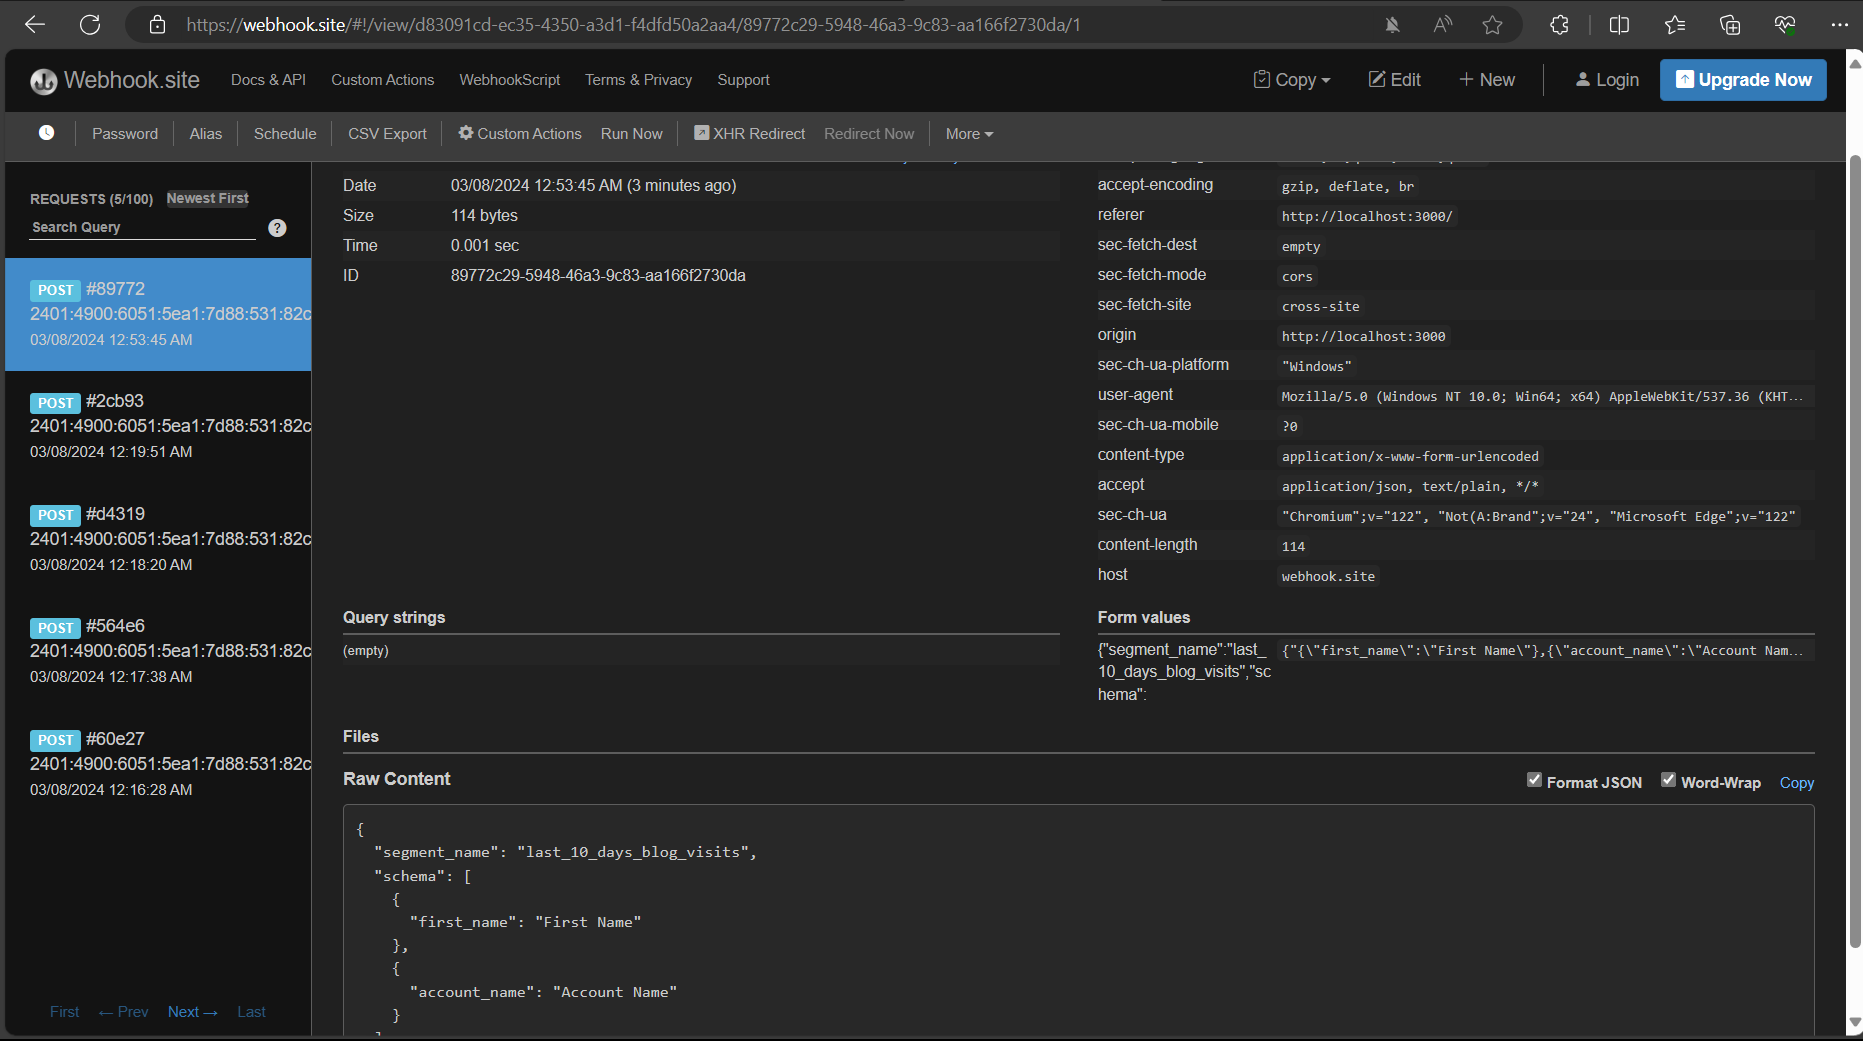 https://webhook.site/#!/view/d83091cd-ec35-4350-a3d1-f4dfd50a2aa4/89772c29-5948-46a3-9c83-aa166f2730da/1
Webhook.site Docs & API Custom Actions WebhookScript Terms & Privacy Support Copy Edit + New Login Upgrade Now
Password Alias Schedule CSV Export Custom Actions Run Now XHR Redirect Redirect Now More
REQUESTS (5/100) Newest First
Search Query ?
POST #89772
2401:4900:6051:5ea1:7d88:531:82c
03/08/2024 12:53:45 AM
POST #2cb93
2401:4900:6051:5ea1:7d88:531:82c
03/08/2024 12:19:51 AM
POST #d4319
2401:4900:6051:5ea1:7d88:531:82c
03/08/2024 12:18:20 AM
POST #564e6
2401:4900:6051:5ea1:7d88:531:82c
03/08/2024 12:17:38 AM
POST #60e27
2401:4900:6051:5ea1:7d88:531:82c
03/08/2024 12:16:28 AM
First ← Prev Next → Last
Date 03/08/2024 12:53:45 AM (3 minutes ago)
Size 114 bytes
Time 0.001 sec
ID 89772c29-5948-46a3-9c83-aa166f2730da
accept-encoding gzip, deflate, br
referer http://localhost:3000/
sec-fetch-dest empty
sec-fetch-mode cors
sec-fetch-site cross-site
origin http://localhost:3000
sec-ch-ua-platform "Windows"
user-agent Mozilla/5.0 (Windows NT 10.0; Win64; x64) AppleWebKit/537.36 (KHT...
sec-ch-ua-mobile ?0
content-type application/x-www-form-urlencoded
accept application/json, text/plain, */*
sec-ch-ua "Chromium";v="122", "Not(A:Brand";v="24", "Microsoft Edge";v="122"
content-length 114
host webhook.site
Query strings
(empty)
Form values
{"segment_name":"last_ {"{\"first_name\":\"First Name\"},{\"account_name\":\"Account Nam...
10_days_blog_visits","sc
hema":
Files
Raw Content Format JSON Word-Wrap Copy
{
"segment_name": "last_10_days_blog_visits",
"schema": [
{
"first_name": "First Name"
},
{
"account_name": "Account Name"
}